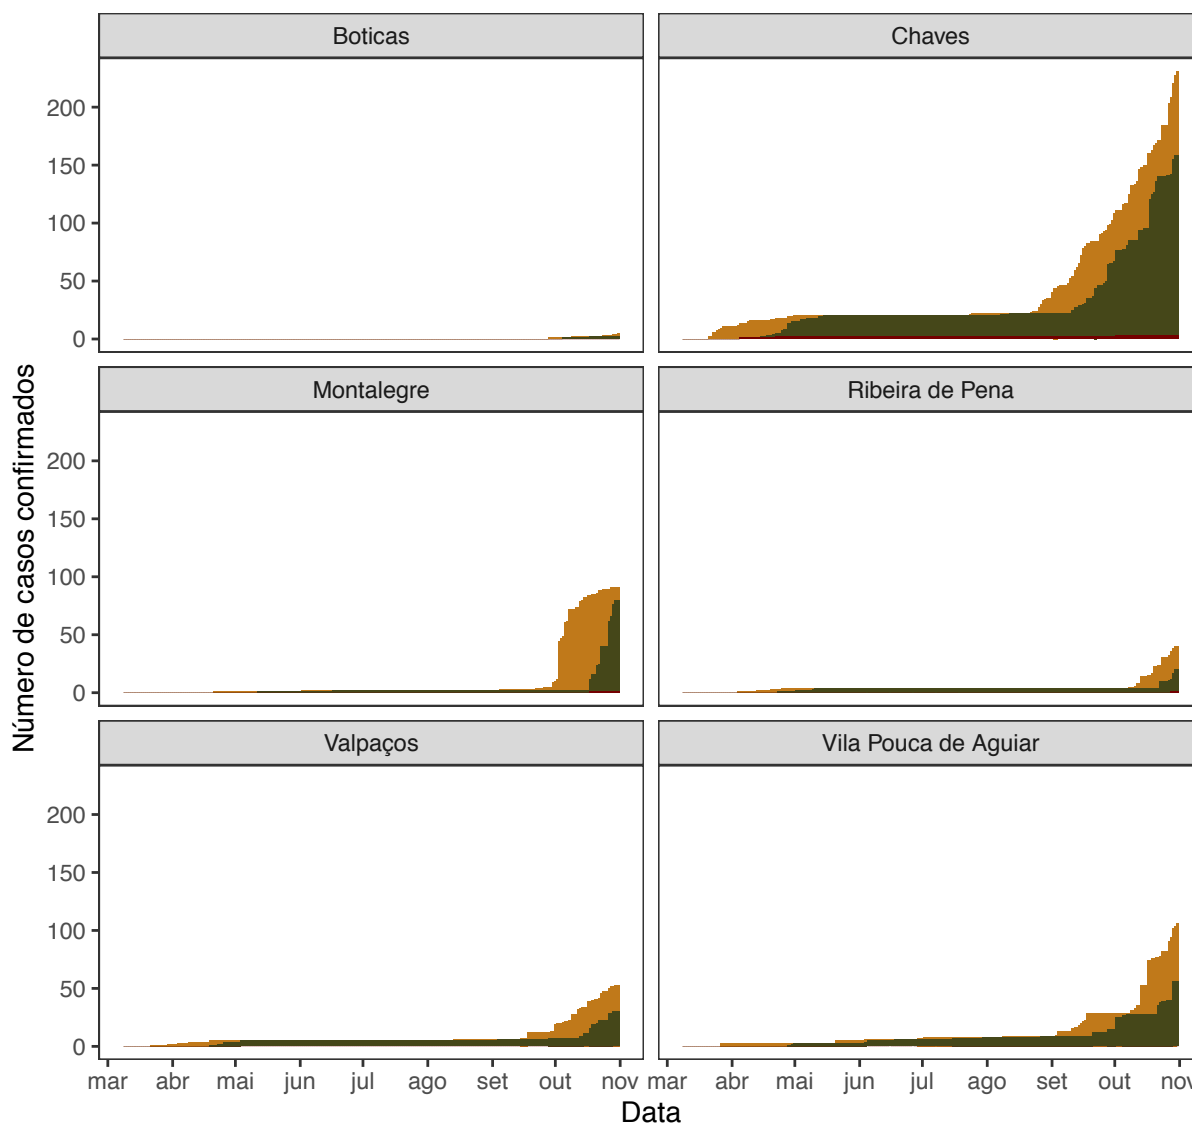 Boticas
Chaves
200
150
100
50
0
Montalegre
Ribeira de Pena
200
150
100
50
0
Valpaços
Vila Pouca de Aguiar
200
150
100
50
0
mar abr mai jun jul ago set out nov mar abr mai jun jul ago set out nov
Data
Número de casos confirmados